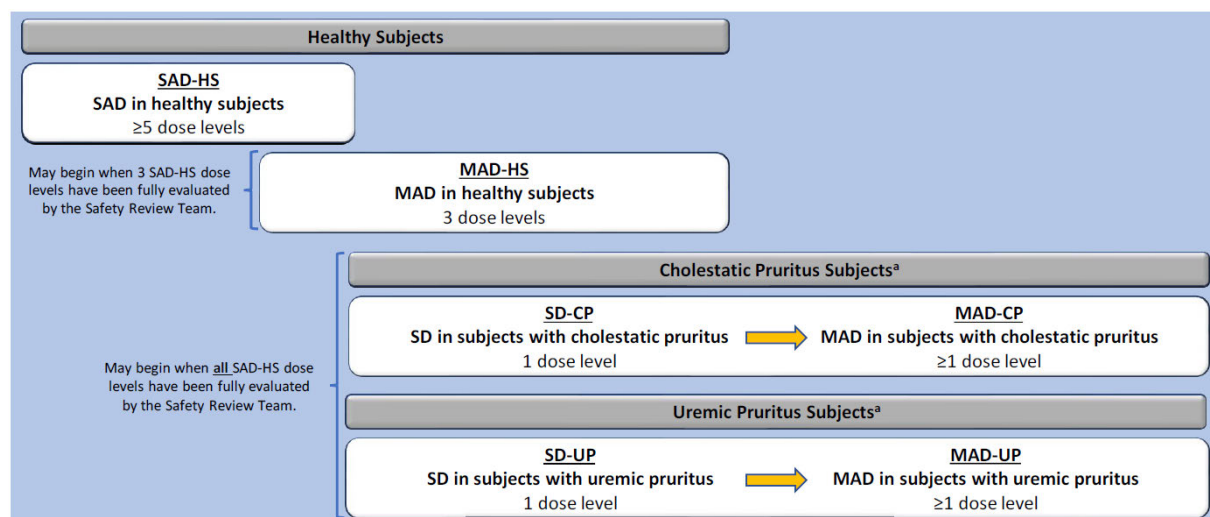 Healthy Subjects
SAD-HS
SAD in healthy subjects
≥5 dose levels
May begin when 3 SAD-HS dose
levels have been fully evaluated
by the Safety Review Team.
MAD-HS
MAD in healthy subjects
3 dose levels
Cholestatic Pruritus Subjectsᵃ
SD-CP
SD in subjects with cholestatic pruritus
1 dose level
MAD-CP
MAD in subjects with cholestatic pruritus
≥1 dose level
May begin when all SAD-HS dose
levels have been fully evaluated
by the Safety Review Team.
Uremic Pruritus Subjectsᵃ
SD-UP
SD in subjects with uremic pruritus
1 dose level
MAD-UP
MAD in subjects with uremic pruritus
≥1 dose level